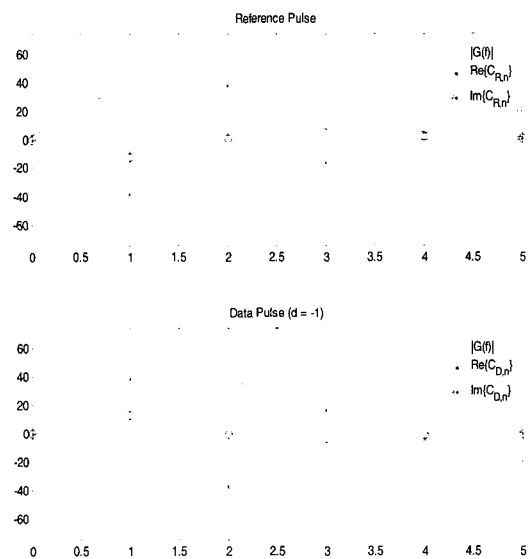 Reference Pulse
60
40
20
0
-20
-40
-60
|G(f)|
Re{C_R,n}
Im{C_R,n}
0 0.5 1 1.5 2 2.5 3 3.5 4 4.5 5
Data Pulse (d = -1)
60
40
20
0
-20
-40
-60
|G(f)|
Re{C_D,n}
Im{C_D,n}
0 0.5 1 1.5 2 2.5 3 3.5 4 4.5 5